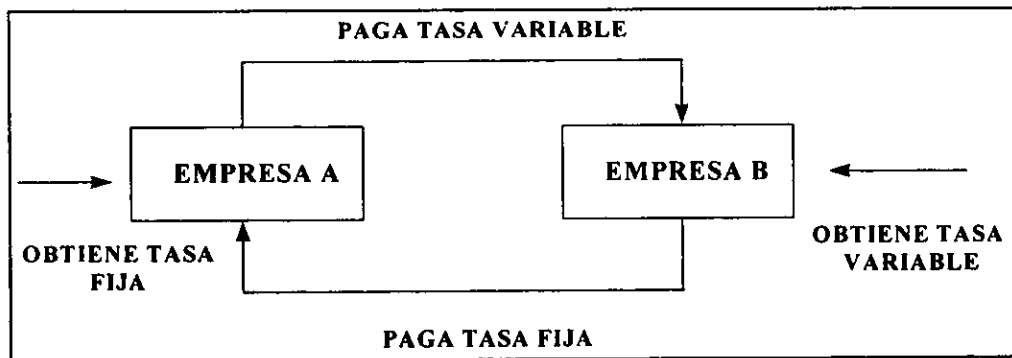 PAGA TASA VARIABLE
EMPRESA A
EMPRESA B
OBTIENE TASA
FIJA
OBTIENE TASA
VARIABLE
PAGA TASA FIJA